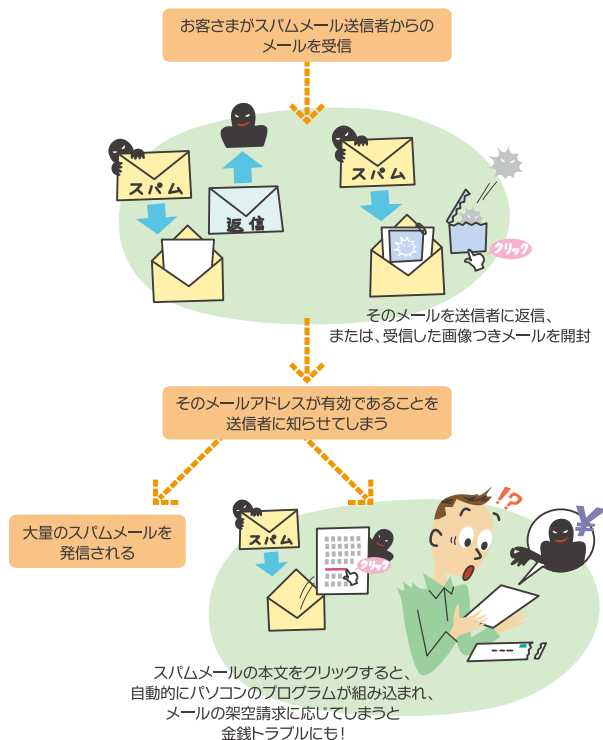 お客さまがスパムメール送信者からの
メールを受信
スパム
返信
スパム
クリック
そのメールを送信者に返信、
または、受信した画像つきメールを開封
そのメールアドレスが有効であることを
送信者に知らせてしまう
大量のスパムメールを
発信される
スパム
クリック
!?
¥
スパムメールの本文をクリックすると、
自動的にパソコンのプログラムが組み込まれ、
メールの架空請求に応じてしまうと
金銭トラブルにも!